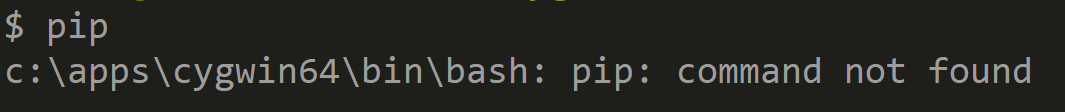 $ pip
c:\apps\cygwin64\bin\bash: pip: command not found